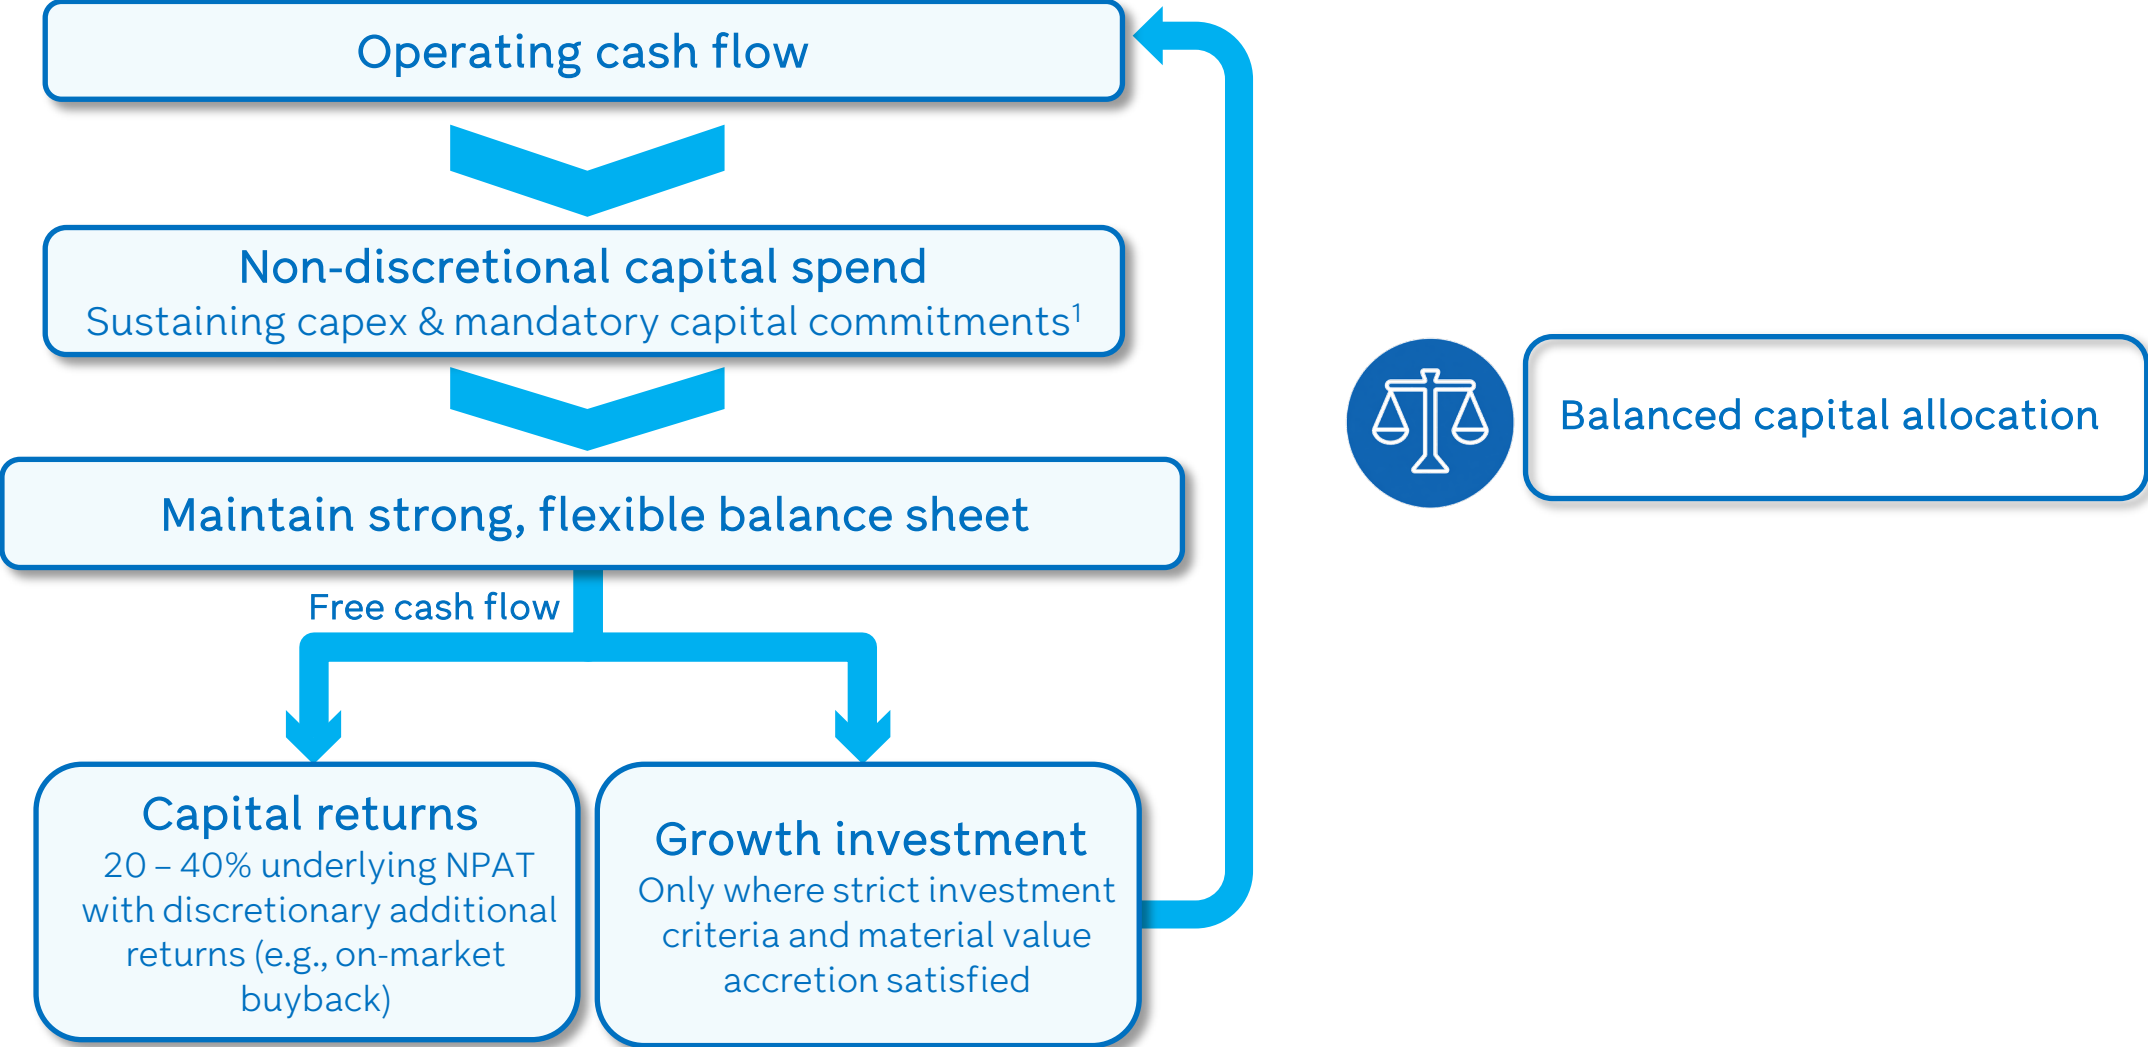 Operating cash flow
Non-discretional capital spend
Sustaining capex & mandatory capital commitments¹
Maintain strong, flexible balance sheet
Free cash flow
Capital returns
20 – 40% underlying NPAT
with discretionary additional
returns (e.g., on-market
buyback)
Growth investment
Only where strict investment
criteria and material value
accretion satisfied
Balanced capital allocation